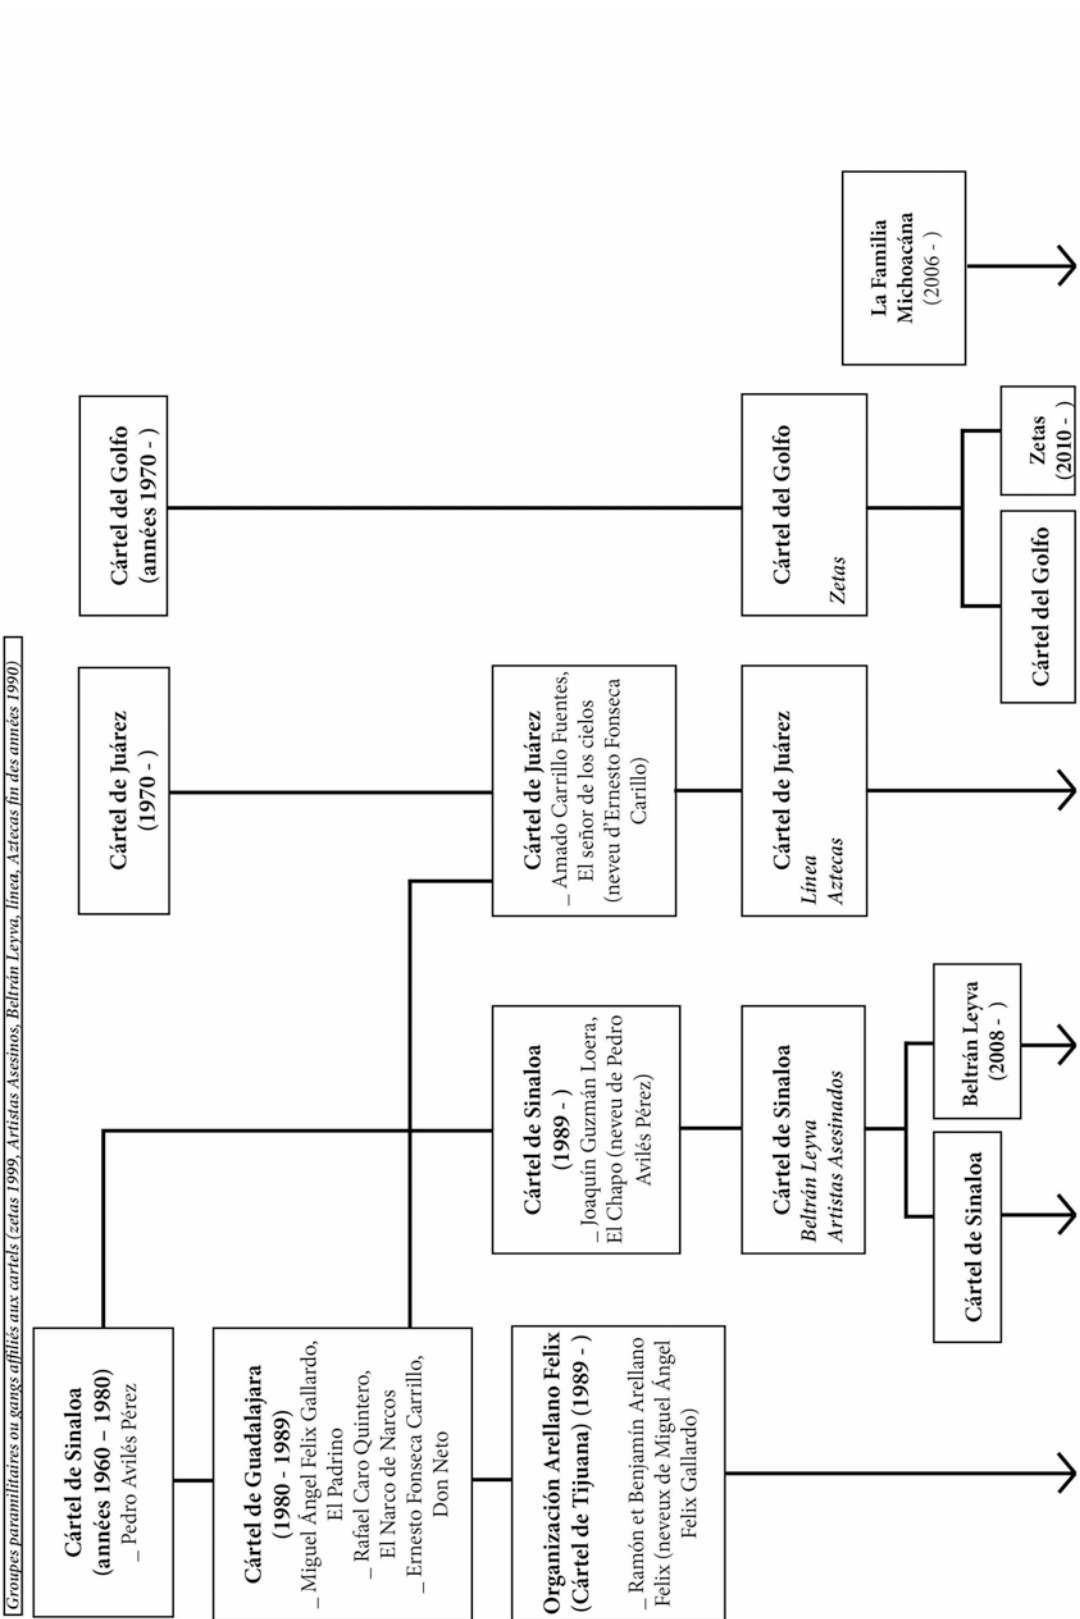 Groupes paramilitaires ou gangs affiliés aux cartels (zetas 1999, Artistas Asesinos, Beltrán Leyva, línea, Aztecas fin des années 1990)
Cártel de Sinaloa
(années 1960 – 1980)
_ Pedro Avilés Pérez
Cártel de Juárez
(1970 - )
Cártel del Golfo
(années 1970 - )
Cártel de Guadalajara
(1980 - 1989)
_ Miguel Ángel Felix Gallardo,
El Padrino
_ Rafael Caro Quintero,
El Narco de Narcos
_ Ernesto Fonseca Carrillo,
Don Neto
Organización Arellano Felix
(Cártel de Tijuana) (1989 - )
_ Ramón et Benjamín Arellano
Felix (neveux de Miguel Ángel
Felix Gallardo)
Cártel de Sinaloa
(1989 - )
_ Joaquín Guzmán Loera,
El Chapo (neveu de Pedro
Avilés Pérez)
Cártel de Juárez
_ Amado Carrillo Fuentes,
El señor de los cielos
(neveu d'Ernesto Fonseca
Carillo)
Cártel de Sinaloa
Beltrán Leyva
Artistas Asesinados
Cártel de Juárez
Línea
Aztecas
Cártel del Golfo
Zetas
La Familia
Michoacána
(2006 - )
Cártel de Sinaloa
Beltrán Leyva
(2008 - )
Cártel del Golfo
Zetas
(2010 - )